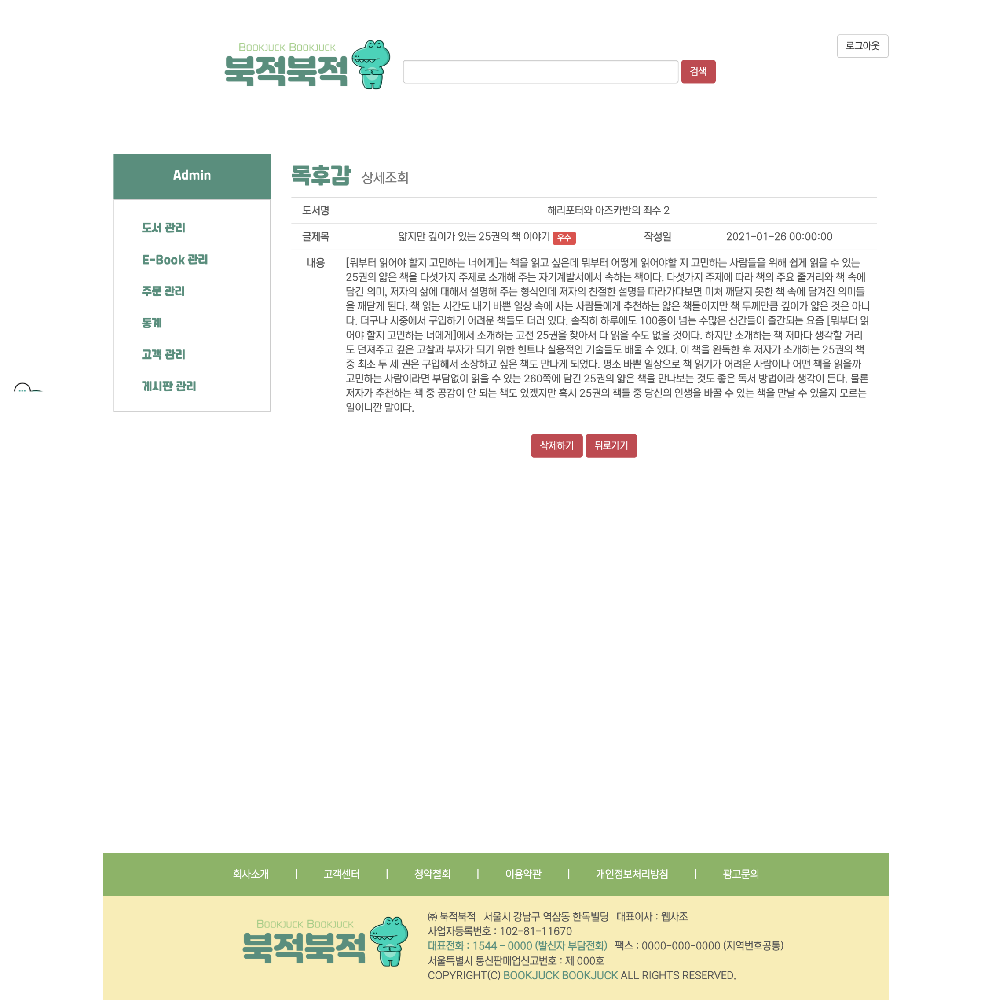 BOOKJUCK BOOKJUCK
북적북적
검색
로그아웃
Admin
도서 관리
E-Book 관리
주문 관리
통계
고객 관리
게시판 관리
독후감 상세조회
도서명 해리포터와 아즈카반의 죄수 2
글제목 얇지만 깊이가 있는 25권의 책 이야기 우수 작성일 2021-01-26 00:00:00
내용 [뭐부터 읽어야 할지 고민하는 너에게]는 책을 읽고 싶은데 뭐부터 어떻게 읽어야할 지 고민하는 사람들을 위해 쉽게 읽을 수 있는
25권의 얇은 책을 다섯가지 주제로 소개해 주는 자기계발서에서 속하는 책이다. 다섯가지 주제에 따라 책의 주요 줄거리와 책 속에
담긴 의미, 저자의 삶에 대해서 설명해 주는 형식인데 저자의 친절한 설명을 따라가다보면 미처 깨닫지 못한 책 속에 담겨진 의미들
을 깨닫게 된다. 책 읽는 시간도 내기 바쁜 일상 속에 사는 사람들에게 추천하는 얇은 책들이지만 책 두께만큼 깊이가 얇은 것은 아니
다. 더구나 시중에서 구입하기 어려운 책들도 더러 있다. 솔직히 하루에도 100종이 넘는 수많은 신간들이 출간되는 요즘 [뭐부터 읽
어야 할지 고민하는 너에게]에서 소개하는 고전 25권을 찾아서 다 읽을 수도 없을 것이다. 하지만 소개하는 책 저마다 생각할 거리
도 던져주고 깊은 고찰과 부자가 되기 위한 힌트나 실용적인 기술들도 배울 수 있다. 이 책을 완독한 후 저자가 소개하는 25권의 책
중 최소 두 세 권은 구입해서 소장하고 싶은 책도 만나게 되었다. 평소 바쁜 일상으로 책 읽기가 어려운 사람이나 어떤 책을 읽을까
고민하는 사람이라면 부담없이 읽을 수 있는 260쪽에 담긴 25권의 얇은 책을 만나보는 것도 좋은 독서 방법이라 생각이 든다. 물론
저자가 추천하는 책 중 공감이 안 되는 책도 있겠지만 혹시 25권의 책들 중 당신의 인생을 바꿀 수 있는 책을 만날 수 있을지 모르는
일이니깐 말이다.
삭제하기 뒤로가기
회사소개 | 고객센터 | 청약철회 | 이용약관 | 개인정보처리방침 | 광고문의
BOOKJUCK BOOKJUCK
북적북적
㈜ 북적북적 서울시 강남구 역삼동 한독빌딩 대표이사 : 웹사조
사업자등록번호 : 102-81-11670
대표전화 : 1544 - 0000 (발신자 부담전화) 팩스 : 0000-000-0000 (지역번호공통)
서울특별시 통신판매업신고번호 : 제 000호
COPYRIGHT(C) BOOKJUCK BOOKJUCK ALL RIGHTS RESERVED.